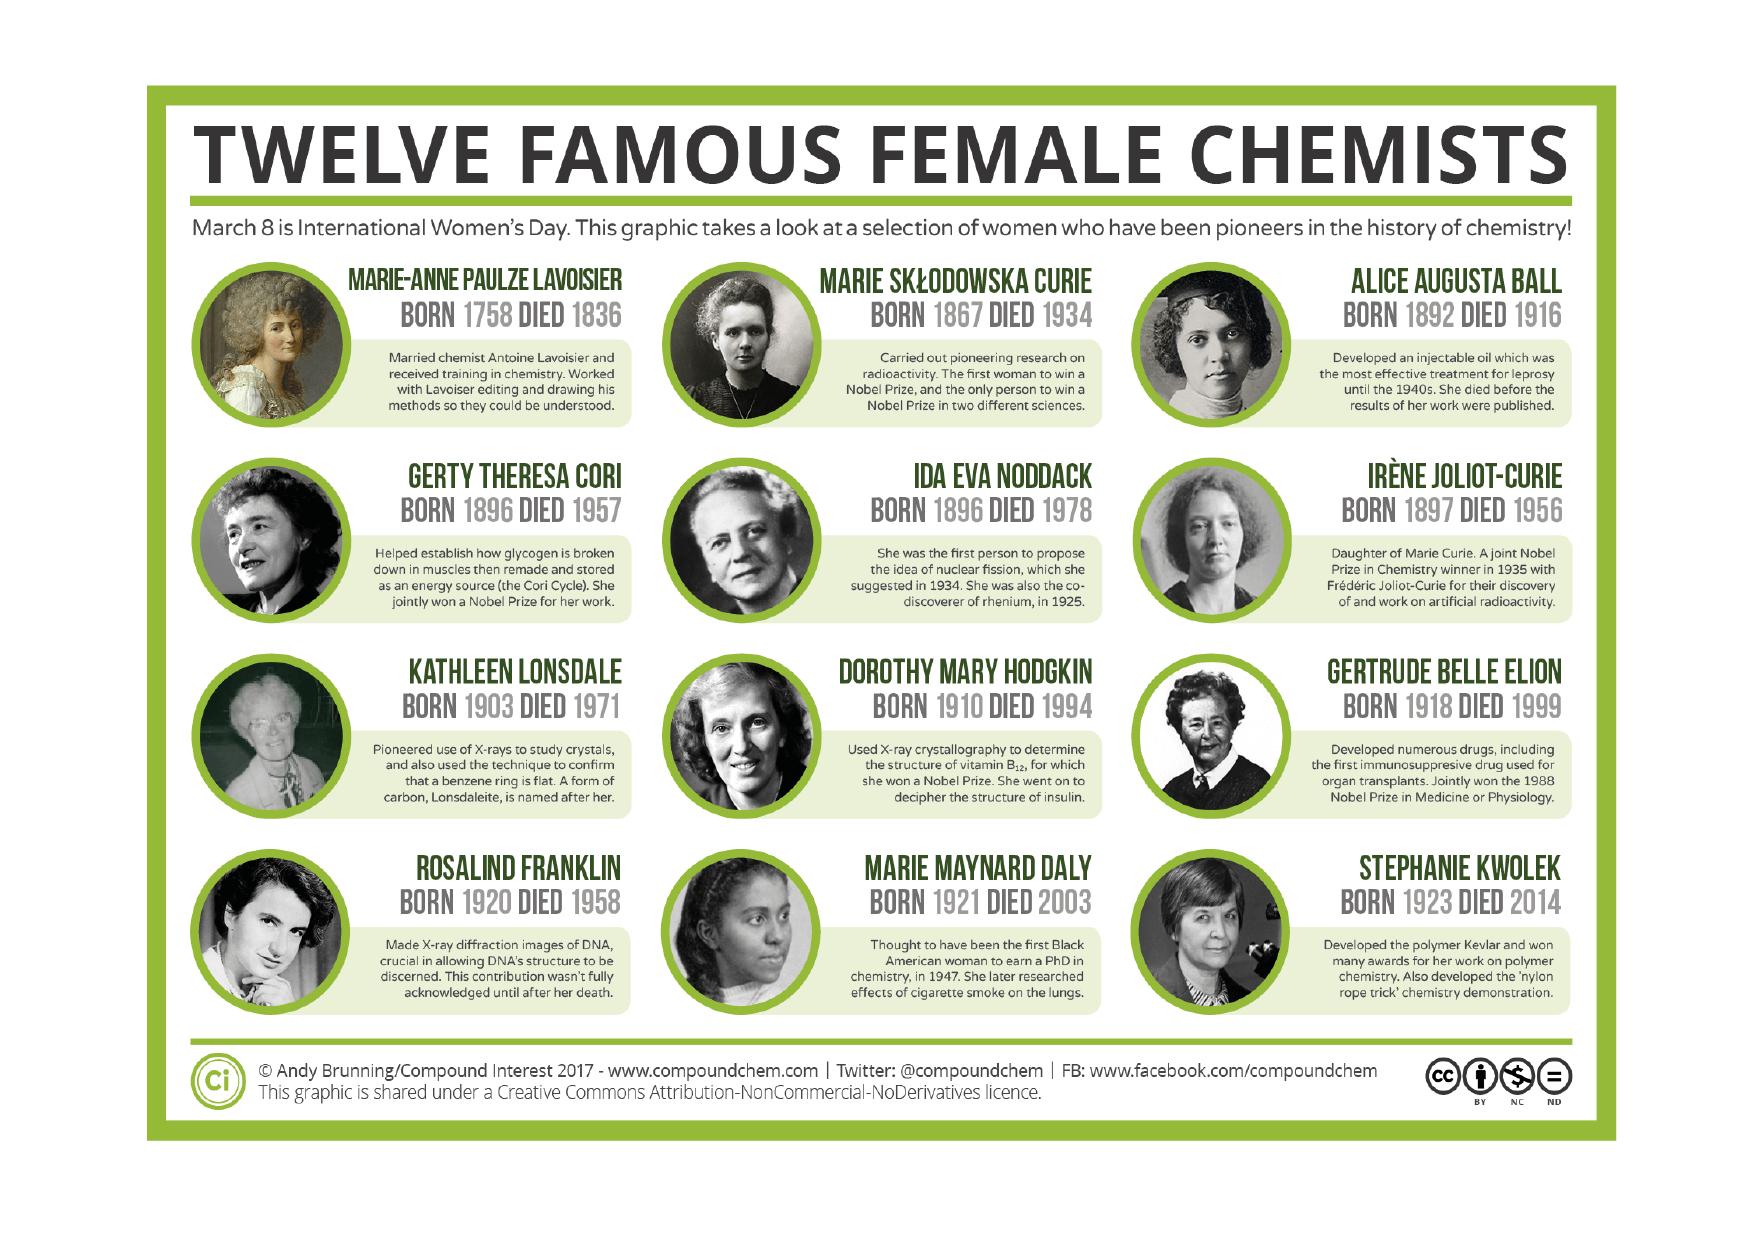 TWELVE FAMOUS FEMALE CHEMISTS
March 8 is International Women's Day. This graphic takes a look at a selection of women who have been pioneers in the history of chemistry!
MARIE-ANNE PAULZE LAVOISIER
BORN 1758 DIED 1836
Married chemist Antoine Lavoisier and
received training in chemistry. Worked
with Lavoiser editing and drawing his
methods so they could be understood.
MARIE SKŁODOWSKA CURIE
BORN 1867 DIED 1934
Carried out pioneering research on
radioactivity. The first woman to win a
Nobel Prize, and the only person to win a
Nobel Prize in two different sciences.
ALICE AUGUSTA BALL
BORN 1892 DIED 1916
Developed an injectable oil which was
the most effective treatment for leprosy
until the 1940s. She died before the
results of her work were published.
GERTY THERESA CORI
BORN 1896 DIED 1957
Helped establish how glycogen is broken
down in muscles then remade and stored
as an energy source (the Cori Cycle). She
jointly won a Nobel Prize for her work.
IDA EVA NODDACK
BORN 1896 DIED 1978
She was the first person to propose
the idea of nuclear fission, which she
suggested in 1934. She was also the co-
discoverer of rhenium, in 1925.
IRÈNE JOLIOT-CURIE
BORN 1897 DIED 1956
Daughter of Marie Curie. A joint Nobel
Prize in Chemistry winner in 1935 with
Frédéric Joliot-Curie for their discovery
of and work on artificial radioactivity.
KATHLEEN LONSDALE
BORN 1903 DIED 1971
Pioneered use of X-rays to study crystals,
and also used the technique to confirm
that a benzene ring is flat. A form of
carbon, Lonsdaleite, is named after her.
DOROTHY MARY HODGKIN
BORN 1910 DIED 1994
Used X-ray crystallography to determine
the structure of vitamin B₁₂, for which
she won a Nobel Prize. She went on to
decipher the structure of insulin.
GERTRUDE BELLE ELION
BORN 1918 DIED 1999
Developed numerous drugs, including
the first immunosuppresive drug used for
organ transplants. Jointly won the 1988
Nobel Prize in Medicine or Physiology.
ROSALIND FRANKLIN
BORN 1920 DIED 1958
Made X-ray diffraction images of DNA,
crucial in allowing DNA's structure to be
discerned. This contribution wasn't fully
acknowledged until after her death.
MARIE MAYNARD DALY
BORN 1921 DIED 2003
Thought to have been the first Black
American woman to earn a PhD in
chemistry, in 1947. She later researched
effects of cigarette smoke on the lungs.
STEPHANIE KWOLEK
BORN 1923 DIED 2014
Developed the polymer Kevlar and won
many awards for her work on polymer
chemistry. Also developed the 'nylon
rope trick' chemistry demonstration.
Ci
© Andy Brunning/Compound Interest 2017 - www.compoundchem.com | Twitter: @compoundchem | FB: www.facebook.com/compoundchem
This graphic is shared under a Creative Commons Attribution-NonCommercial-NoDerivatives licence.
cc $ =
BY NC ND